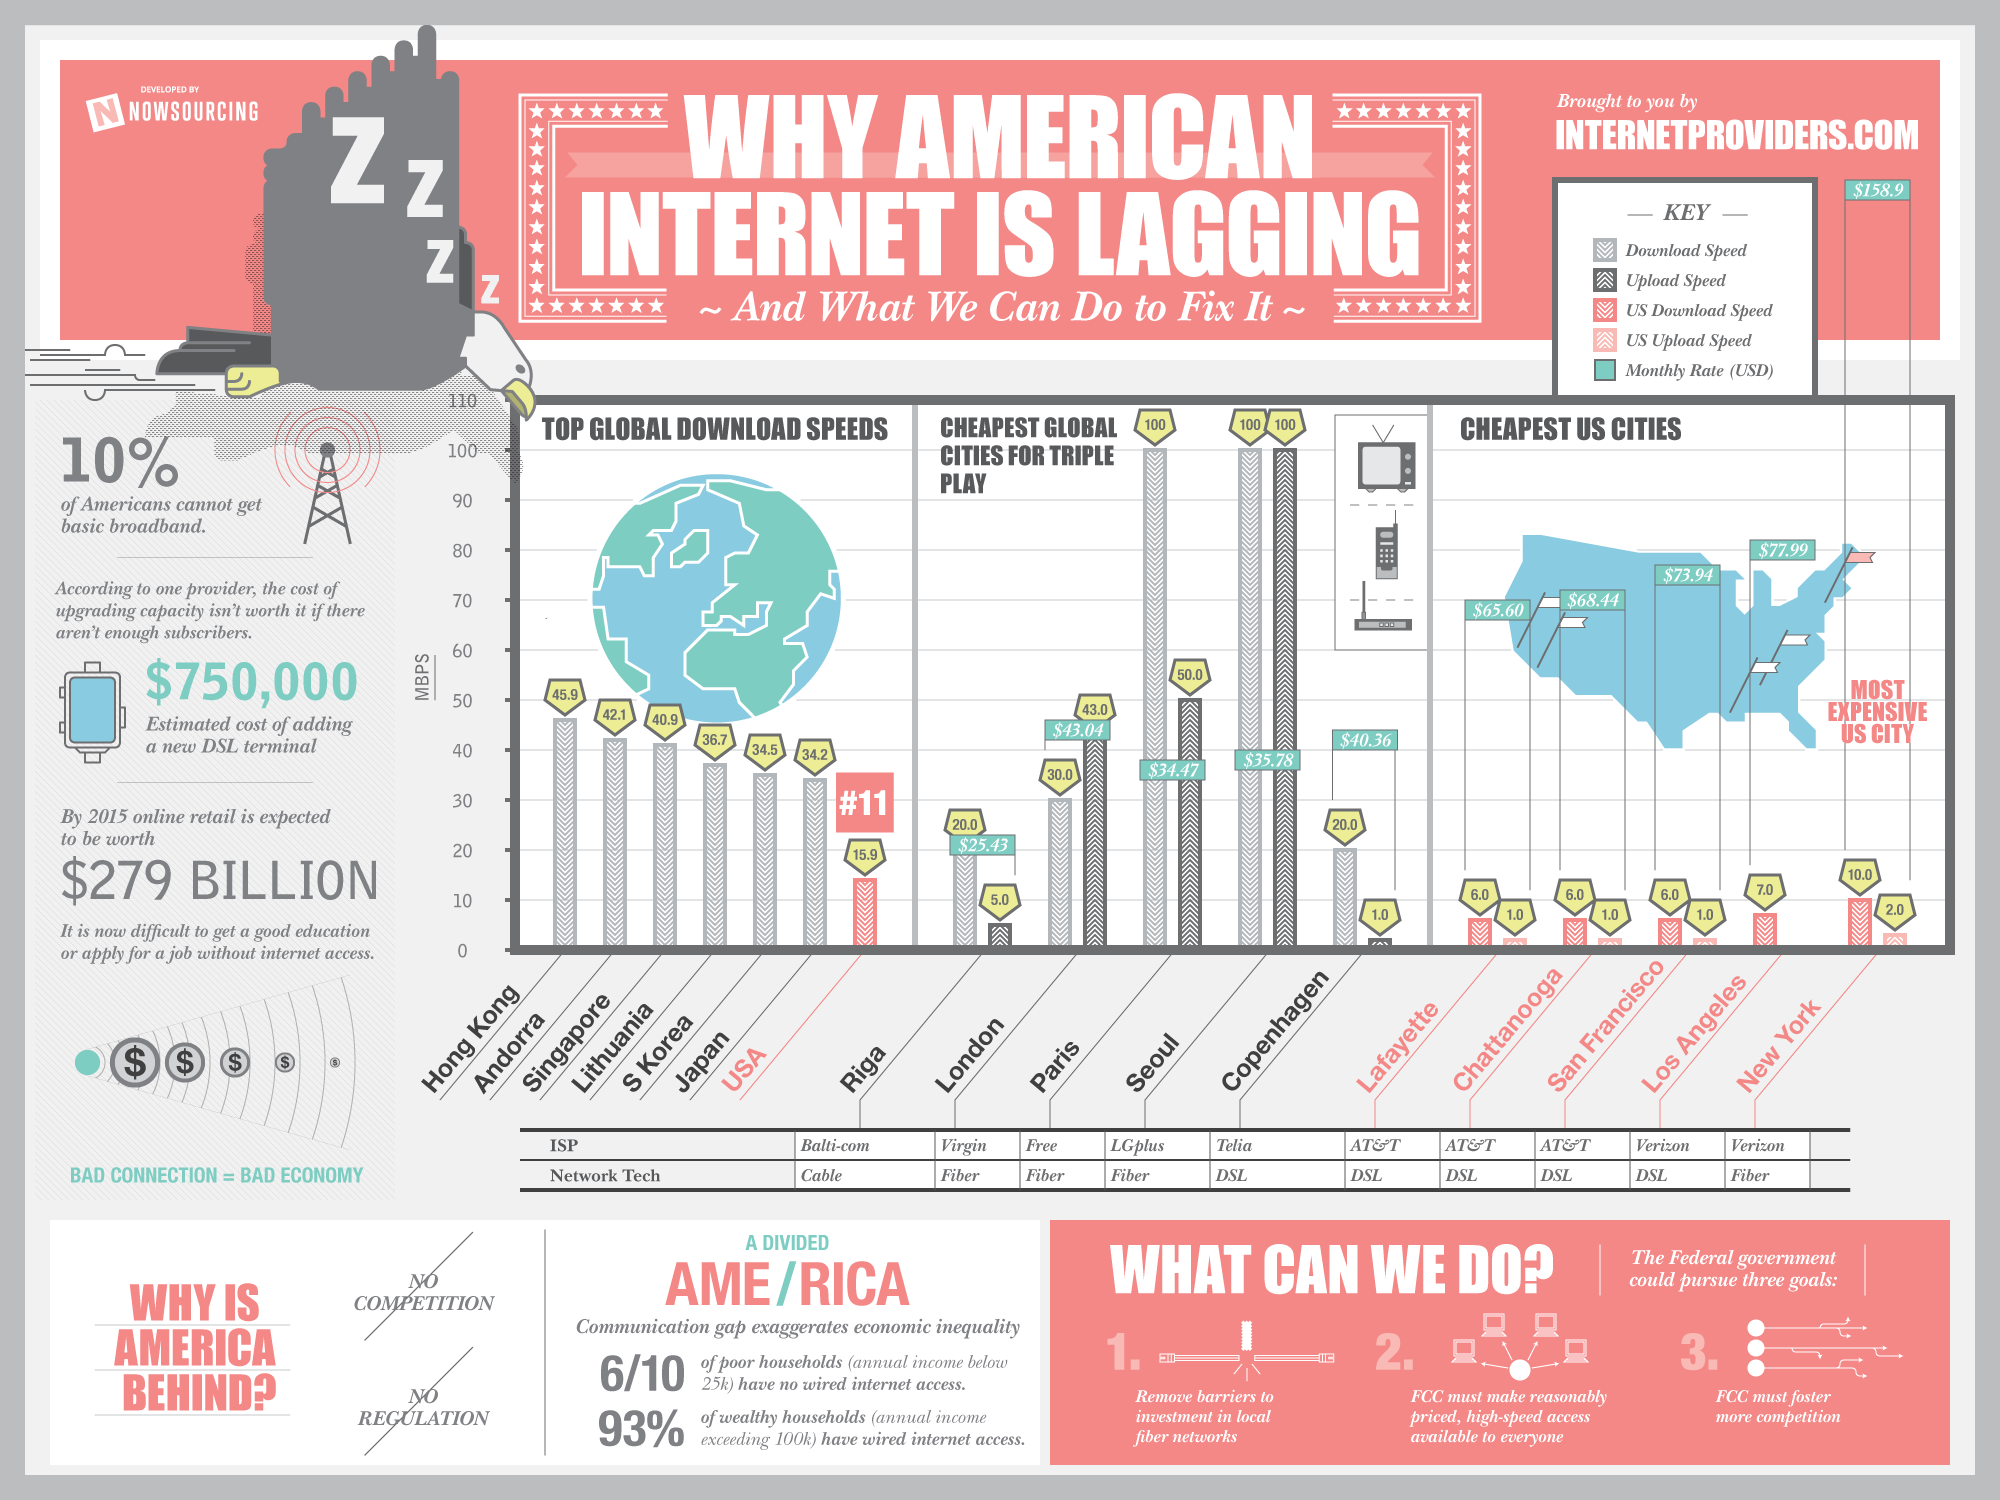 DEVELOPED BY
N NOWSOURCING
Z
Z
Z
Z
WHY AMERICAN
INTERNET IS LAGGING
~ And What We Can Do to Fix It ~
Brought to you by
INTERNETPROVIDERS.COM
KEY
Download Speed
Upload Speed
US Download Speed
US Upload Speed
Monthly Rate (USD)
$158.9
10%
of Americans cannot get
basic broadband.
According to one provider, the cost of
upgrading capacity isn't worth it if there
aren't enough subscribers.
$750,000
Estimated cost of adding
a new DSL terminal
By 2015 online retail is expected
to be worth
$279 BILLION
It is now difficult to get a good education
or apply for a job without internet access.
$ $ $ $ $
BAD CONNECTION = BAD ECONOMY
MBPS
110
100
90
80
70
60
50
40
30
20
10
0
TOP GLOBAL DOWNLOAD SPEEDS
45.9
42.1
40.9
36.7
34.5
34.2
#11
15.9
CHEAPEST GLOBAL
CITIES FOR TRIPLE
PLAY
20.0
$25.43
5.0
30.0
$43.04
43.0
100
$34.47
50.0
100
100
$35.78
20.0
$40.36
1.0
CHEAPEST US CITIES
$65.60
$68.44
$73.94
$77.99
MOST
EXPENSIVE
US CITY
6.0
1.0
6.0
1.0
6.0
1.0
7.0
10.0
2.0
Hong Kong
Andorra
Singapore
Lithuania
S Korea
Japan
USA
Riga
London
Paris
Seoul
Copenhagen
Lafayette
Chattanooga
San Francisco
Los Angeles
New York
ISP Balti-com Virgin Free LGplus Telia AT&T AT&T AT&T Verizon Verizon
Network Tech Cable Fiber Fiber Fiber DSL DSL DSL DSL DSL Fiber
WHY IS
AMERICA
BEHIND?
NO
COMPETITION
NO
REGULATION
A DIVIDED
AME/RICA
Communication gap exaggerates economic inequality
6/10
of poor households (annual income below
25k) have no wired internet access.
93%
of wealthy households (annual income
exceeding 100k) have wired internet access.
WHAT CAN WE DO?
The Federal government
could pursue three goals:
1.
Remove barriers to
investment in local
fiber networks
2.
FCC must make reasonably
priced, high-speed access
available to everyone
3.
FCC must foster
more competition